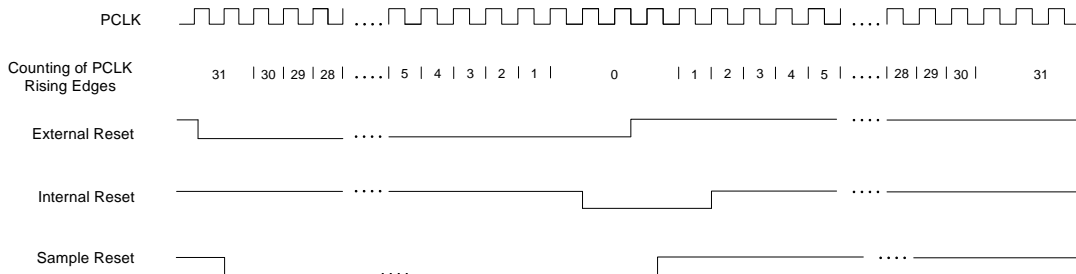 PCLK
Counting of PCLK
Rising Edges
31 | 30 | 29 | 28 | .... | 5 | 4 | 3 | 2 | 1 | 0 | 1 | 2 | 3 | 4 | 5 | .... | 28 | 29 | 30 | 31
External Reset
Internal Reset
Sample Reset